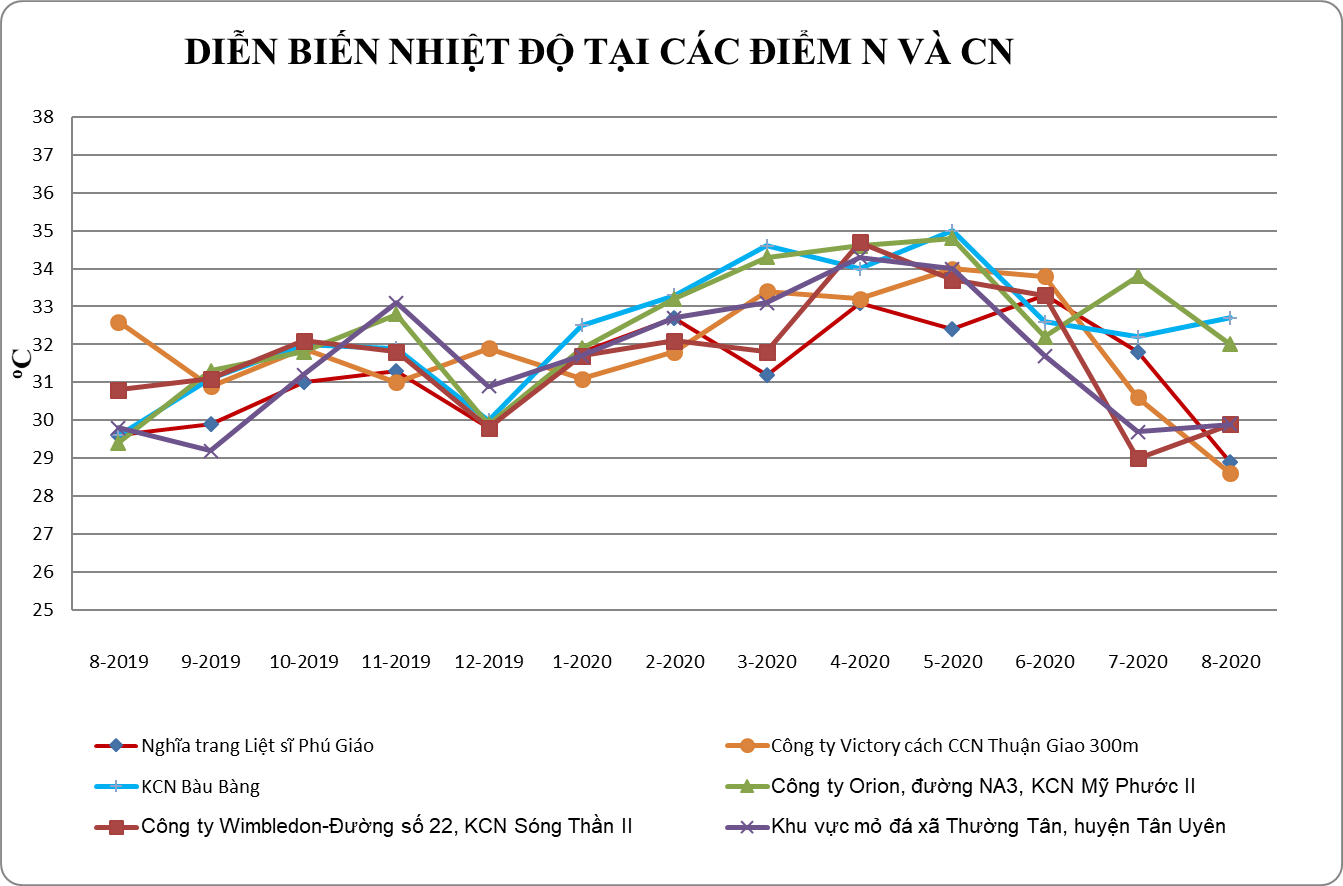 DIỄN BIẾN NHIỆT ĐỘ TẠI CÁC ĐIỂM N VÀ CN
38
37
36
35
34
33
32
31
30
29
28
27
26
25
ºC
8-2019 9-2019 10-2019 11-2019 12-2019 1-2020 2-2020 3-2020 4-2020 5-2020 6-2020 7-2020 8-2020
Nghĩa trang Liệt sĩ Phú Giáo Công ty Victory cách CCN Thuận Giao 300m
KCN Bàu Bàng Công ty Orion, đường NA3, KCN Mỹ Phước II
Công ty Wimbledon-Đường số 22, KCN Sóng Thần II Khu vực mỏ đá xã Thường Tân, huyện Tân Uyên